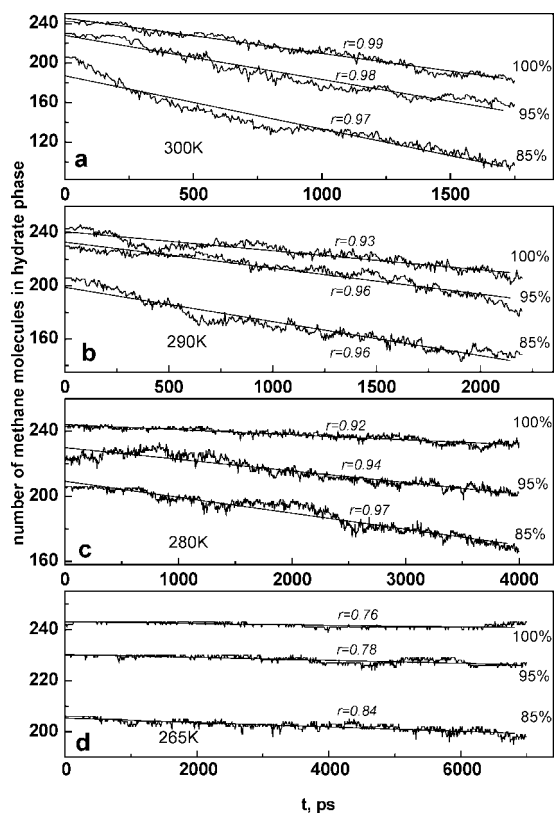 number of methane molecules in hydrate phase
240
200
160
120
r=0.99
r=0.98
r=0.97
100%
95%
85%
a
300K
0
500
1000
1500
240
200
160
r=0.93
r=0.96
r=0.96
100%
95%
85%
b
290K
0
500
1000
1500
2000
240
200
160
r=0.92
r=0.94
r=0.97
100%
95%
85%
c
280K
0
1000
2000
3000
4000
240
220
200
r=0.76
r=0.78
r=0.84
100%
95%
85%
d
265K
0
2000
4000
6000
t, ps